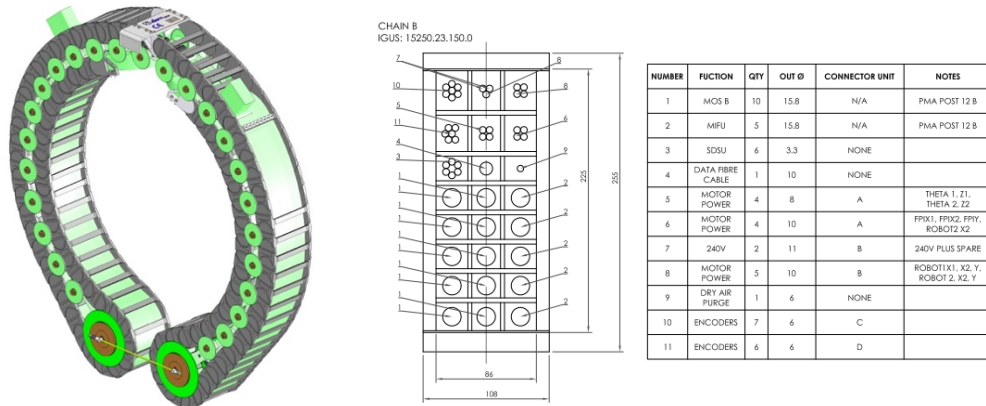 CHAIN B
IGUS: 15250.23.150.0
7
8
10
8
5
11
6
4
3
9
1
1
2
1
1
2
1
1
2
1
1
2
1
1
2
225
255
86
108
NUMBER FUCTION QTY OUT Ø CONNECTOR UNIT NOTES
1 MOS B 10 15.8 N/A PMA POST 12 B
2 MIFU 5 15.8 N/A PMA POST 12 B
3 SDSU 6 3.3 NONE
4 DATA FIBRE CABLE 1 10 NONE
5 MOTOR POWER 4 8 A THETA 1, Z1, THETA 2, Z2
6 MOTOR POWER 4 10 A FPIX1, FPIX2, FPIY, ROBOT2 X2
7 240V 2 11 B 240V PLUS SPARE
8 MOTOR POWER 5 10 B ROBOT1X1, X2, Y, ROBOT 2, X2, Y
9 DRY AIR PURGE 1 6 NONE
10 ENCODERS 7 6 C
11 ENCODERS 6 6 D